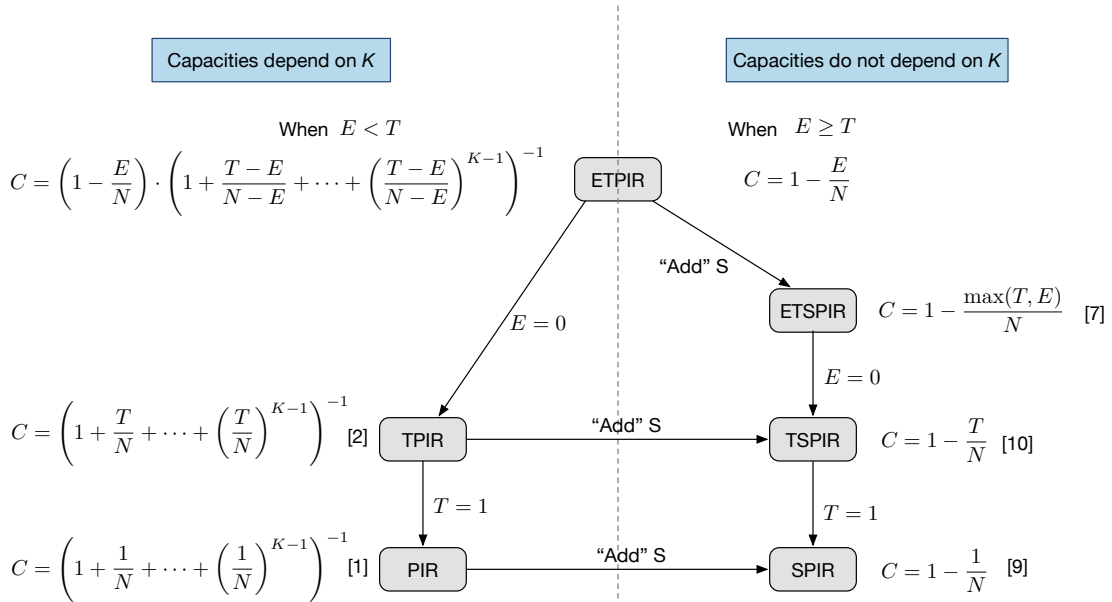 Capacities depend on K
Capacities do not depend on K
When E < T
When E ≥ T
C = (1 − E/N) · (1 + (T − E)/(N − E) + ··· + ((T − E)/(N − E))^{K−1})^{−1}
ETPIR
C = 1 − E/N
“Add” S
ETSPIR
C = 1 − max(T, E)/N [7]
E = 0
E = 0
C = (1 + T/N + ··· + (T/N)^{K−1})^{−1} [2]
TPIR
“Add” S
TSPIR
C = 1 − T/N [10]
T = 1
T = 1
C = (1 + 1/N + ··· + (1/N)^{K−1})^{−1} [1]
PIR
“Add” S
SPIR
C = 1 − 1/N [9]